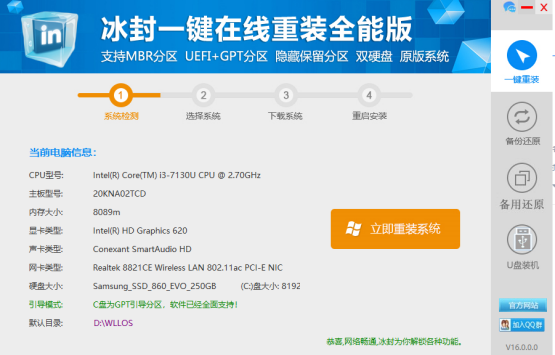 in
冰封一键在线重装全能版
支持MBR分区 UEFI+GPT分区 隐藏保留分区 双硬盘 原版系统
1 2 3 4
系统检测 选择系统 下载系统 重启安装
当前电脑信息：
CPU型号: Intel(R) Core(TM) i3-7130U CPU @ 2.70GHz
主板型号: 20KNA02TCD
内存大小: 8089m
显卡类型: Intel(R) HD Graphics 620
声卡类型: Conexant SmartAudio HD
网卡类型: Realtek 8821CE Wireless LAN 802.11ac PCI-E NIC
硬盘大小: Samsung_SSD_860_EVO_250GB (C:)盘大小: 8192
引导模式: C盘为GPT引导分区，软件已经全面支持！
默认目录: D:\WLLOS
立即重装系统
恭喜,网络畅通,冰封为你解锁各种功能。
一键重装
备份还原
备用还原
U盘装机
官方网站
加入QQ群
V16.0.0.0